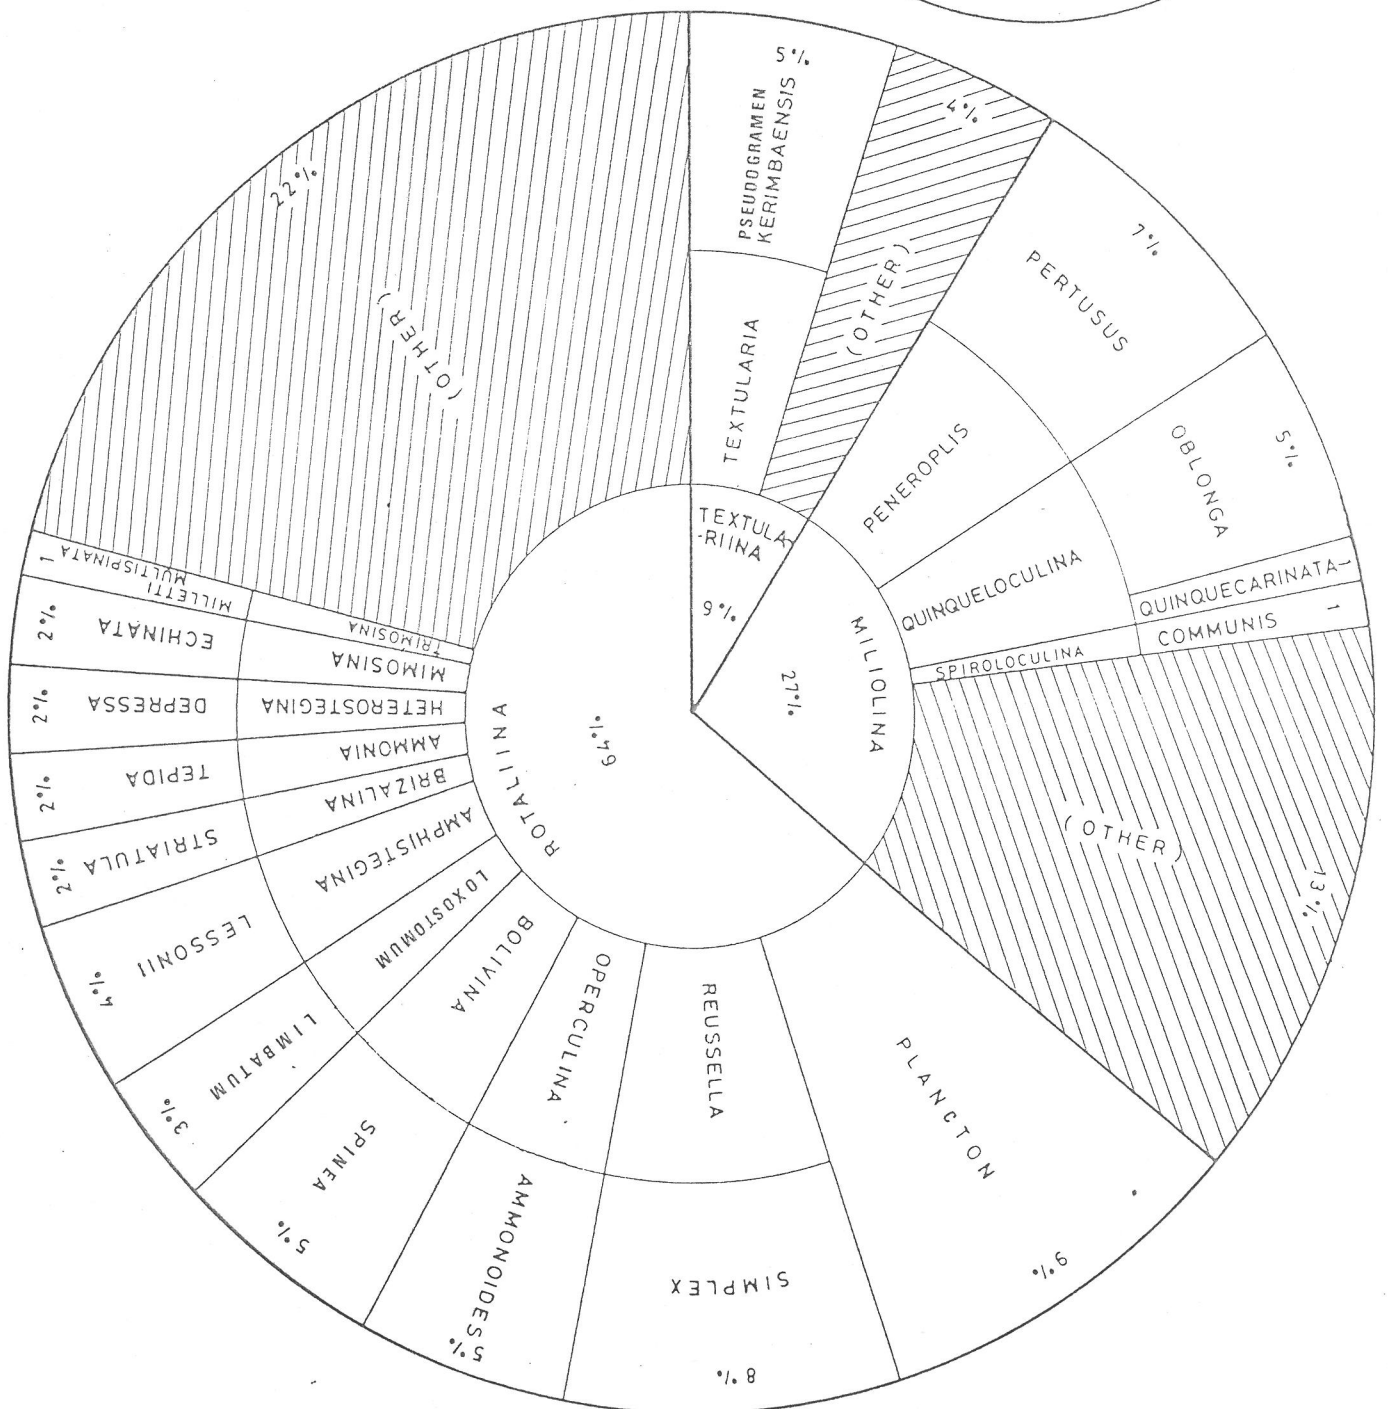 5%
PSEUDOGRAMEN
KERIMBAENSIS
TEXTULARIA
4%
(OTHER)
TEXTULA-
-RIINA
9%
7%
PERTUSUS
PENEROPLIS
5%
OBLONGA
QUINQUELOCULINA
QUINQUECARINATA-1
COMMUNIS 1
SPIROLOCULINA
MILIOLINA
27%
(OTHER)
13%
PLANCTON
9%
REUSSELLA
SIMPLEX
8%
OPERCULINA
AMMONOIDES
5%
BOLIVINA
SPINEA
5%
LOXOSTOMUM
LIMBATUM
3%
AMPHISTEGINA
LESSONII
4%
BRIZALINA
STRIATULA
2%
AMMONIA
TEPIDA
2%
HETEROSTEGINA
DEPRESSA
2%
MIMOSINA
ECHINATA
2%
TRIMOSINA
MILLETTI
MULTISPINATA
1
ROTALIINA
64%
(OTHER)
22%